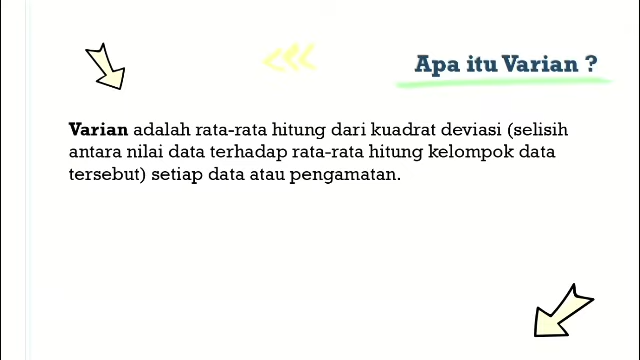 Apa itu Varian ?
Varian adalah rata-rata hitung dari kuadrat deviasi (selisih
antara nilai data terhadap rata-rata hitung kelompok data
tersebut) setiap data atau pengamatan.